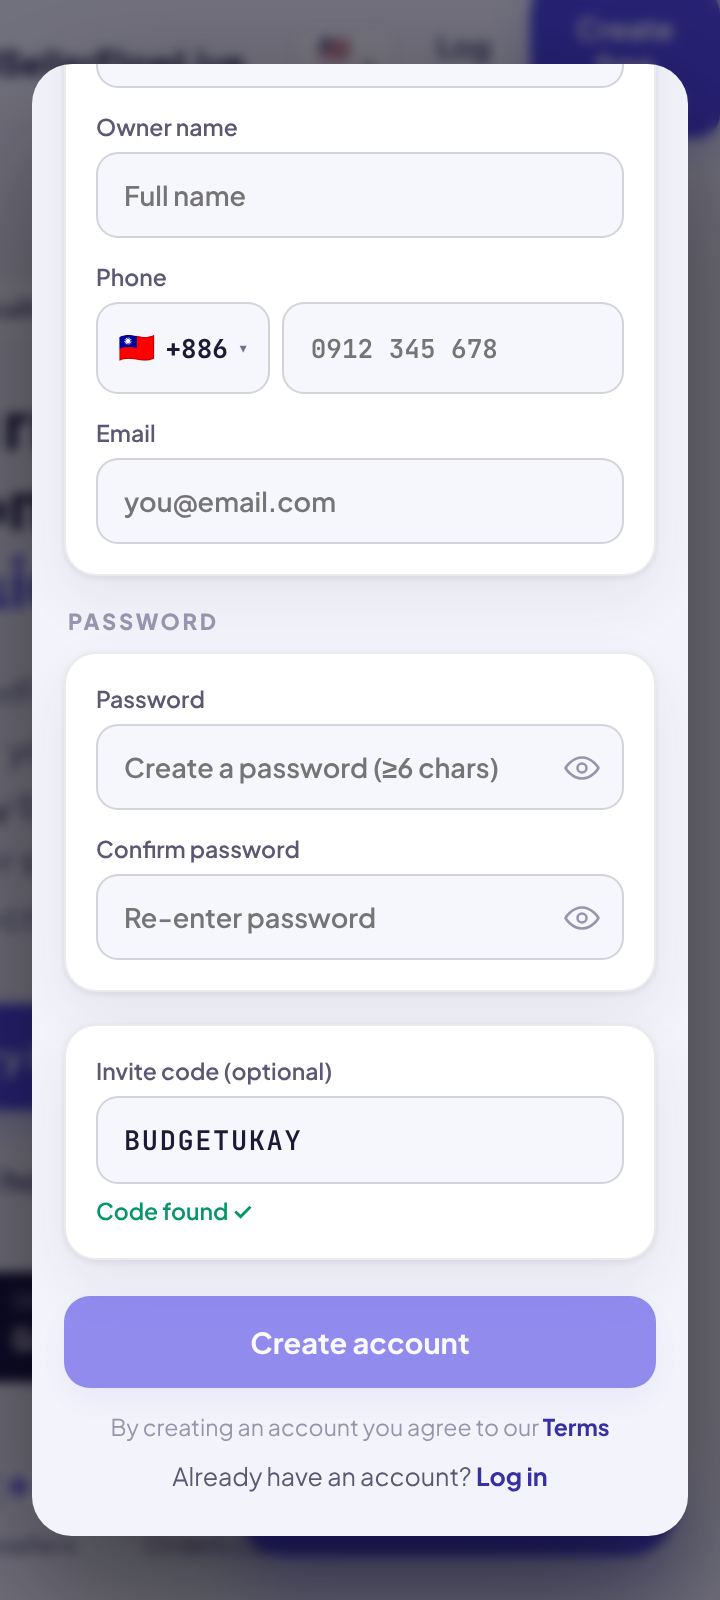 Log
Create
Owner name
Full name
Phone
+886 ▾
0912 345 678
Email
you@email.com
PASSWORD
Password
Create a password (≥6 chars)
Confirm password
Re-enter password
Invite code (optional)
BUDGETUKAY
Code found ✓
Create account
By creating an account you agree to our Terms
Already have an account? Log in